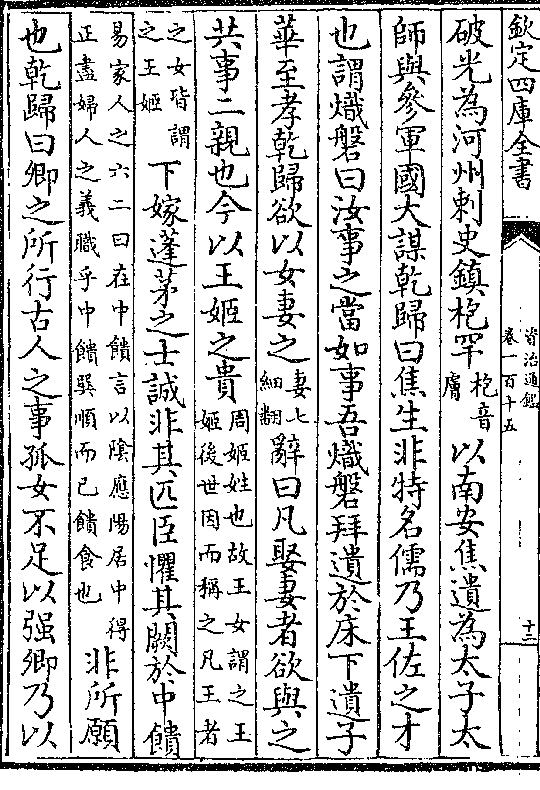 欽定四庫全書
資治通鑑
卷一百十五
十二
破光為河州刺史鎮枹罕枹音膚以南安焦遺為太子太
師與參軍國大謀乾歸曰焦生非特名儒乃王佐之才
也謂熾磐曰汝事之當如事吾熾磐拜遺於床下遺子
華至孝乾歸欲以女妻之妻七細翻辭曰凡娶妻者欲與之
共事二親也今以王姬之貴周姬姓也故王女謂之王姬後世因而稱之凡王者
之女皆謂之王姬下嫁蓬茅之士誠非其匹臣懼其闕於中饋
易家人之六二曰在中饋言以陰應陽居中得正盡婦人之義職乎中饋巽順而已饋食也非所願
也乾歸曰卿之所行古人之事孤女不足以强卿乃以